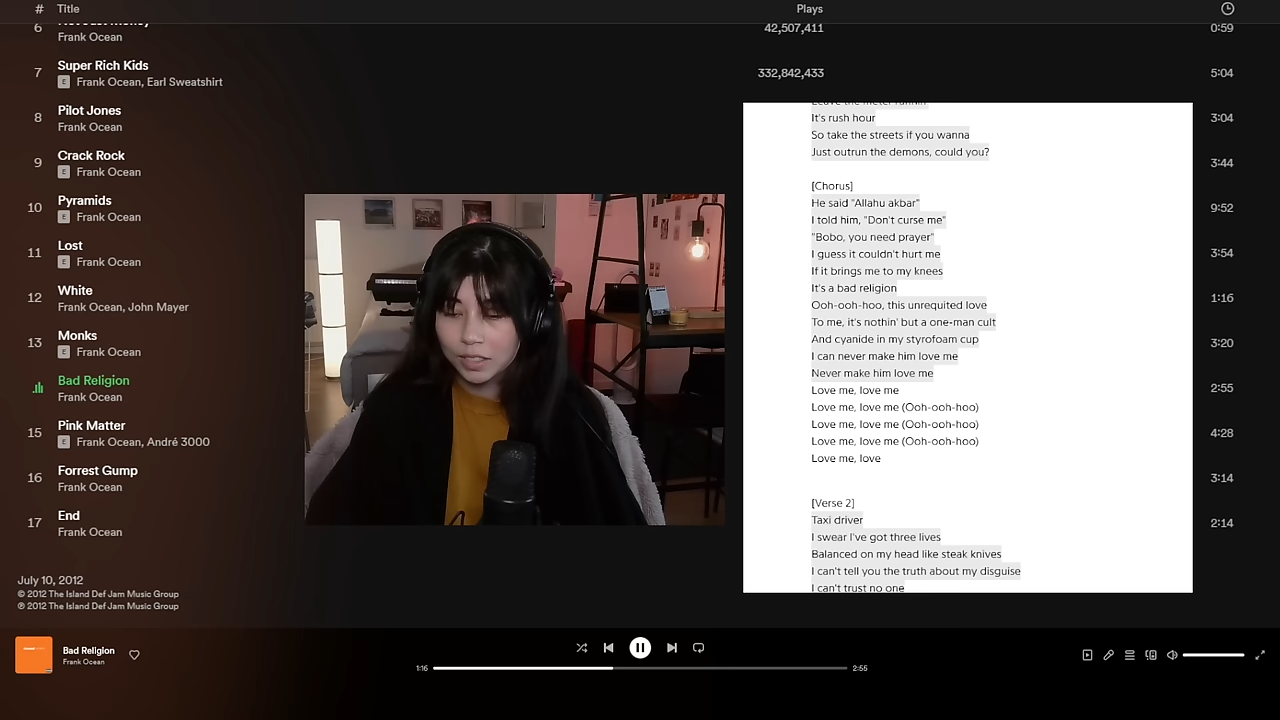 # Title Plays
6 Not Just Money 42,507,411 0:59
Frank Ocean
7 Super Rich Kids 332,842,433 5:04
E Frank Ocean, Earl Sweatshirt
8 Pilot Jones 3:04
Frank Ocean
9 Crack Rock 3:44
E Frank Ocean
10 Pyramids 9:52
E Frank Ocean
11 Lost 3:54
E Frank Ocean
12 White 1:16
Frank Ocean, John Mayer
13 Monks 3:20
E Frank Ocean
Bad Religion 2:55
Frank Ocean
15 Pink Matter 4:28
E Frank Ocean, André 3000
16 Forrest Gump 3:14
Frank Ocean
17 End 2:14
Frank Ocean
July 10, 2012
© 2012 The Island Def Jam Music Group
℗ 2012 The Island Def Jam Music Group
Leave the meter runnin'
It's rush hour
So take the streets if you wanna
Just outrun the demons, could you?
[Chorus]
He said "Allahu akbar"
I told him, "Don't curse me"
"Bobo, you need prayer"
I guess it couldn't hurt me
If it brings me to my knees
It's a bad religion
Ooh-ooh-hoo, this unrequited love
To me, it's nothin' but a one-man cult
And cyanide in my styrofoam cup
I can never make him love me
Never make him love me
Love me, love me
Love me, love me (Ooh-ooh-hoo)
Love me, love me (Ooh-ooh-hoo)
Love me, love me (Ooh-ooh-hoo)
Love me, love
[Verse 2]
Taxi driver
I swear I've got three lives
Balanced on my head like steak knives
I can't tell you the truth about my disguise
I can't trust no one
Bad Religion
Frank Ocean
1:16 2:55